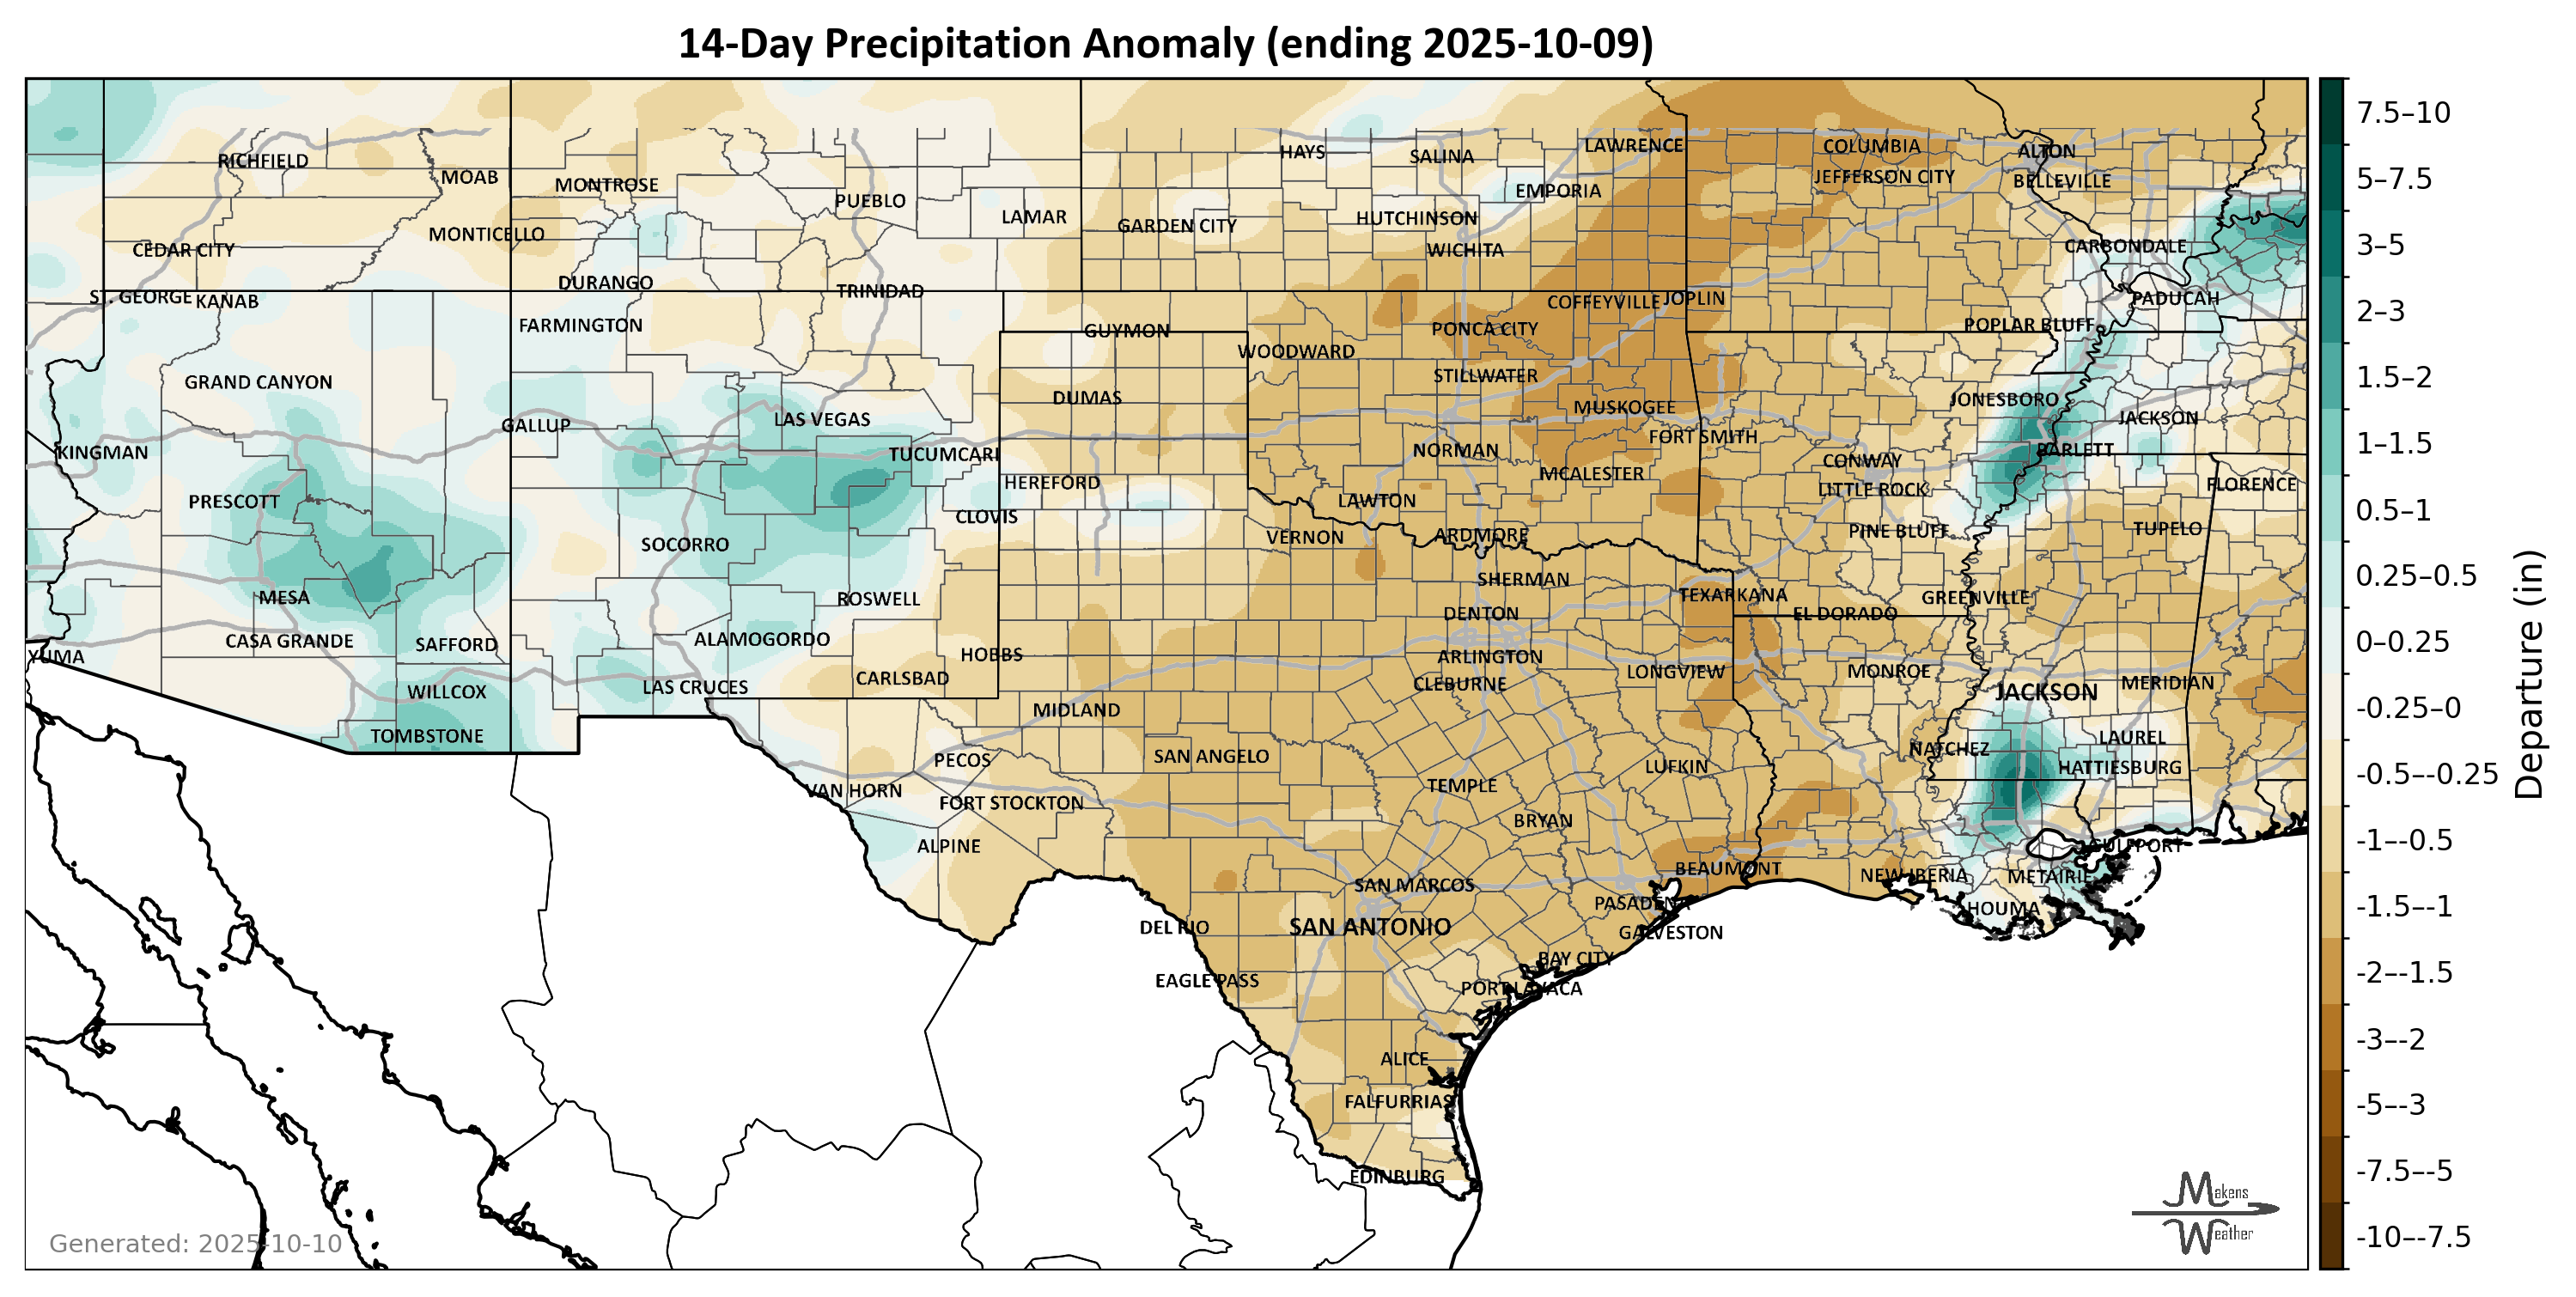 14-Day Precipitation Anomaly (ending 2025-10-09)
HAYS
SALINA
LAWRENCE
COLUMBIA
ALTON
RICHFIELD
MOAB
MONTROSE
PUEBLO
LAMAR
EMPORIA
JEFFERSON CITY
BELLEVILLE
GARDEN CITY
HUTCHINSON
CEDAR CITY
MONTICELLO
WICHITA
CARBONDALE
DURANGO
TRINIDAD
ST. GEORGE
KANAB
COFFEYVILLE
JOPLIN
PADUCAH
FARMINGTON
GUYMON
PONCA CITY
POPLAR BLUFF
WOODWARD
GRAND CANYON
STILLWATER
DUMAS
MUSKOGEE
JONESBORO
GALLUP
LAS VEGAS
JACKSON
KINGMAN
TUCUMCARI
NORMAN
FORT SMITH
BARLETT
PRESCOTT
HEREFORD
MCALESTER
CONWAY
LITTLE ROCK
FLORENCE
CLOVIS
LAWTON
SOCORRO
VERNON
ARDMORE
PINE BLUFF
TUPELO
SHERMAN
MESA
ROSWELL
TEXARKANA
GREENVILLE
CASA GRANDE
SAFFORD
ALAMOGORDO
DENTON
EL DORADO
YUMA
HOBBS
ARLINGTON
LONGVIEW
MONROE
WILLCOX
LAS CRUCES
CARLSBAD
CLEBURNE
JACKSON
MERIDIAN
TOMBSTONE
MIDLAND
LAUREL
PECOS
SAN ANGELO
NATCHEZ
HATTIESBURG
VAN HORN
FORT STOCKTON
TEMPLE
LUFKIN
ALPINE
BRYAN
GULFPORT
SAN MARCOS
BEAUMONT
NEW IBERIA
METAIRIE
DEL RIO
SAN ANTONIO
PASADENA
HOUMA
GALVESTON
EAGLE PASS
BAY CITY
PORT LAVACA
ALICE
FALFURRIAS
EDINBURG
Generated: 2025-10-10
Makens
Weather
7.5–10
5–7.5
3–5
2–3
1.5–2
1–1.5
0.5–1
0.25–0.5
0–0.25
-0.25–0
-0.5–-0.25
-1–-0.5
-1.5–-1
-2–-1.5
-3–-2
-5–-3
-7.5–-5
-10–-7.5
Departure (in)